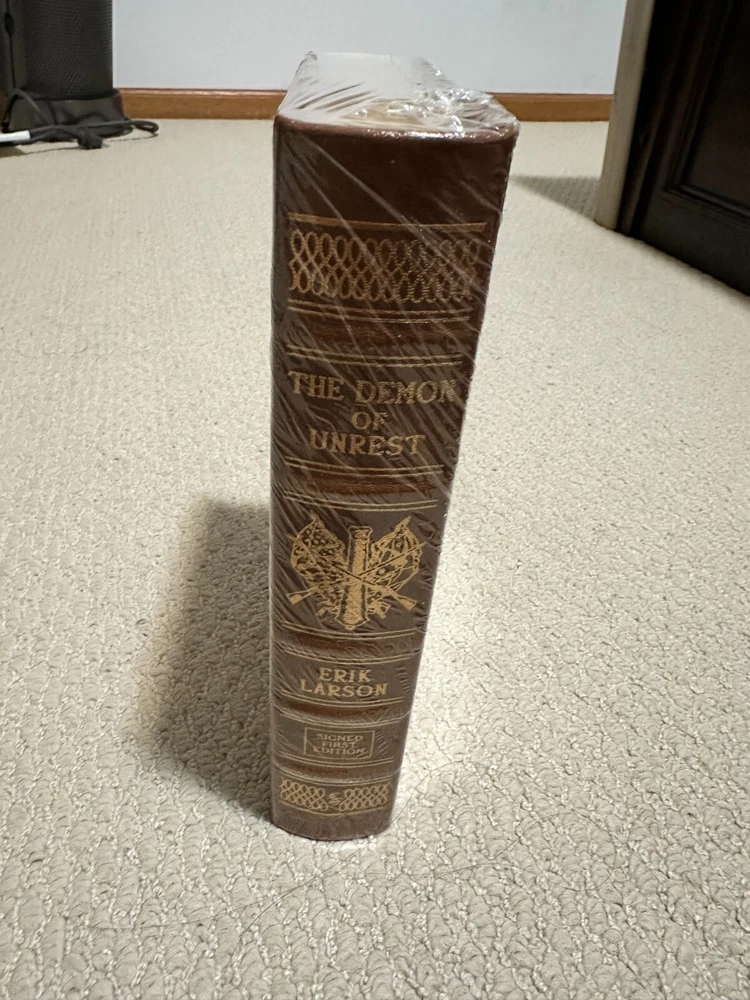 THE DEMON
OF
UNREST
ERIK
LARSON
SIGNED
FIRST
EDITION